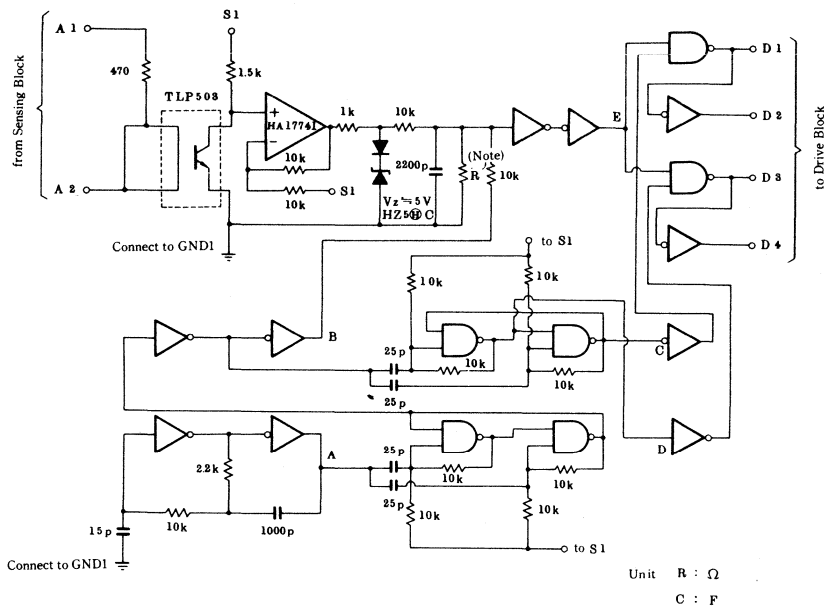 S1
A 1
D 1
470
1.5k
TLP503
from Sensing Block
HA17741
1k
10k
E
D 2
to Drive Block
10k
2200p
(Note)
R
10k
D 3
10k
S1
Vz≒5V
HZ5ⒽC
A 2
Connect to GND1
D 4
to S1
10k
10k
B
25p
10k
10k
C
25p
A
25p
D
2.2k
10k
10k
25p
10k
10k
15p
10k
1000p
Connect to GND1
to S1
Unit R : Ω
C : F